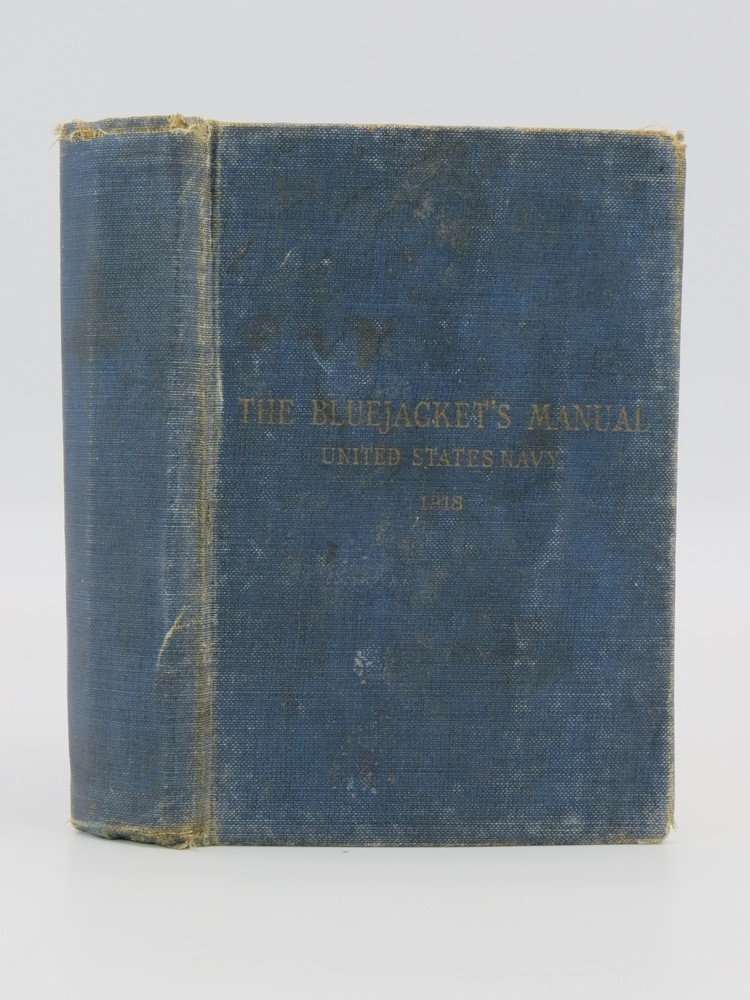 THE BLUEJACKET'S MANUAL
UNITED STATES NAVY
1918